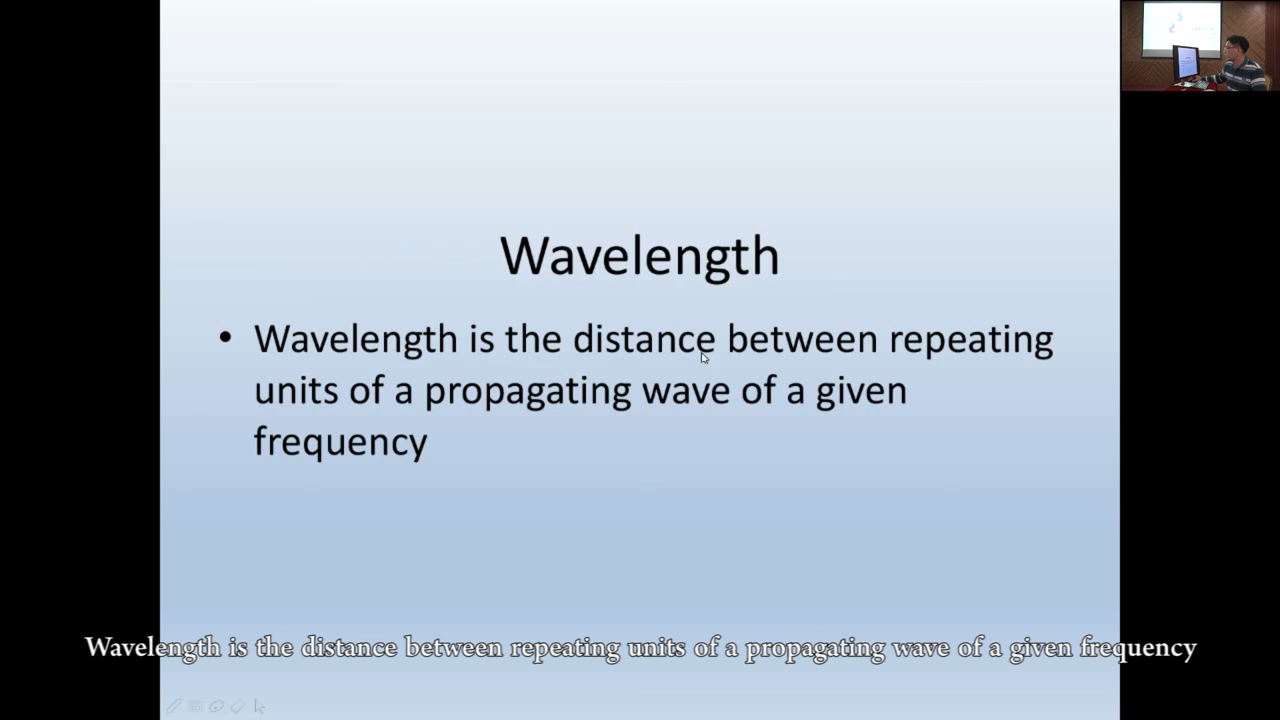 Wavelength
• Wavelength is the distance between repeating
units of a propagating wave of a given
frequency
Wavelength is the distance between repeating units of a propagating wave of a given frequency